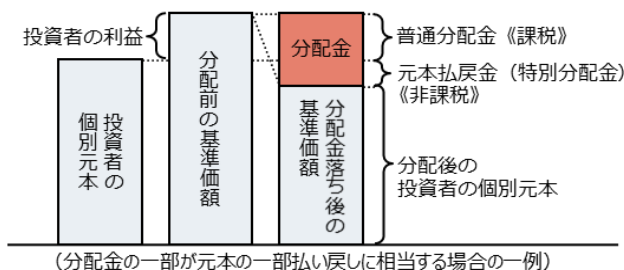 投資者の利益
投資者の
個別元本
分配前の基準価額
分配金
分配金落ち後の
基準価額
普通分配金《課税》
元本払戻金（特別分配金）
《非課税》
分配後の
投資者の個別元本
（分配金の一部が元本の一部払い戻しに相当する場合の一例）